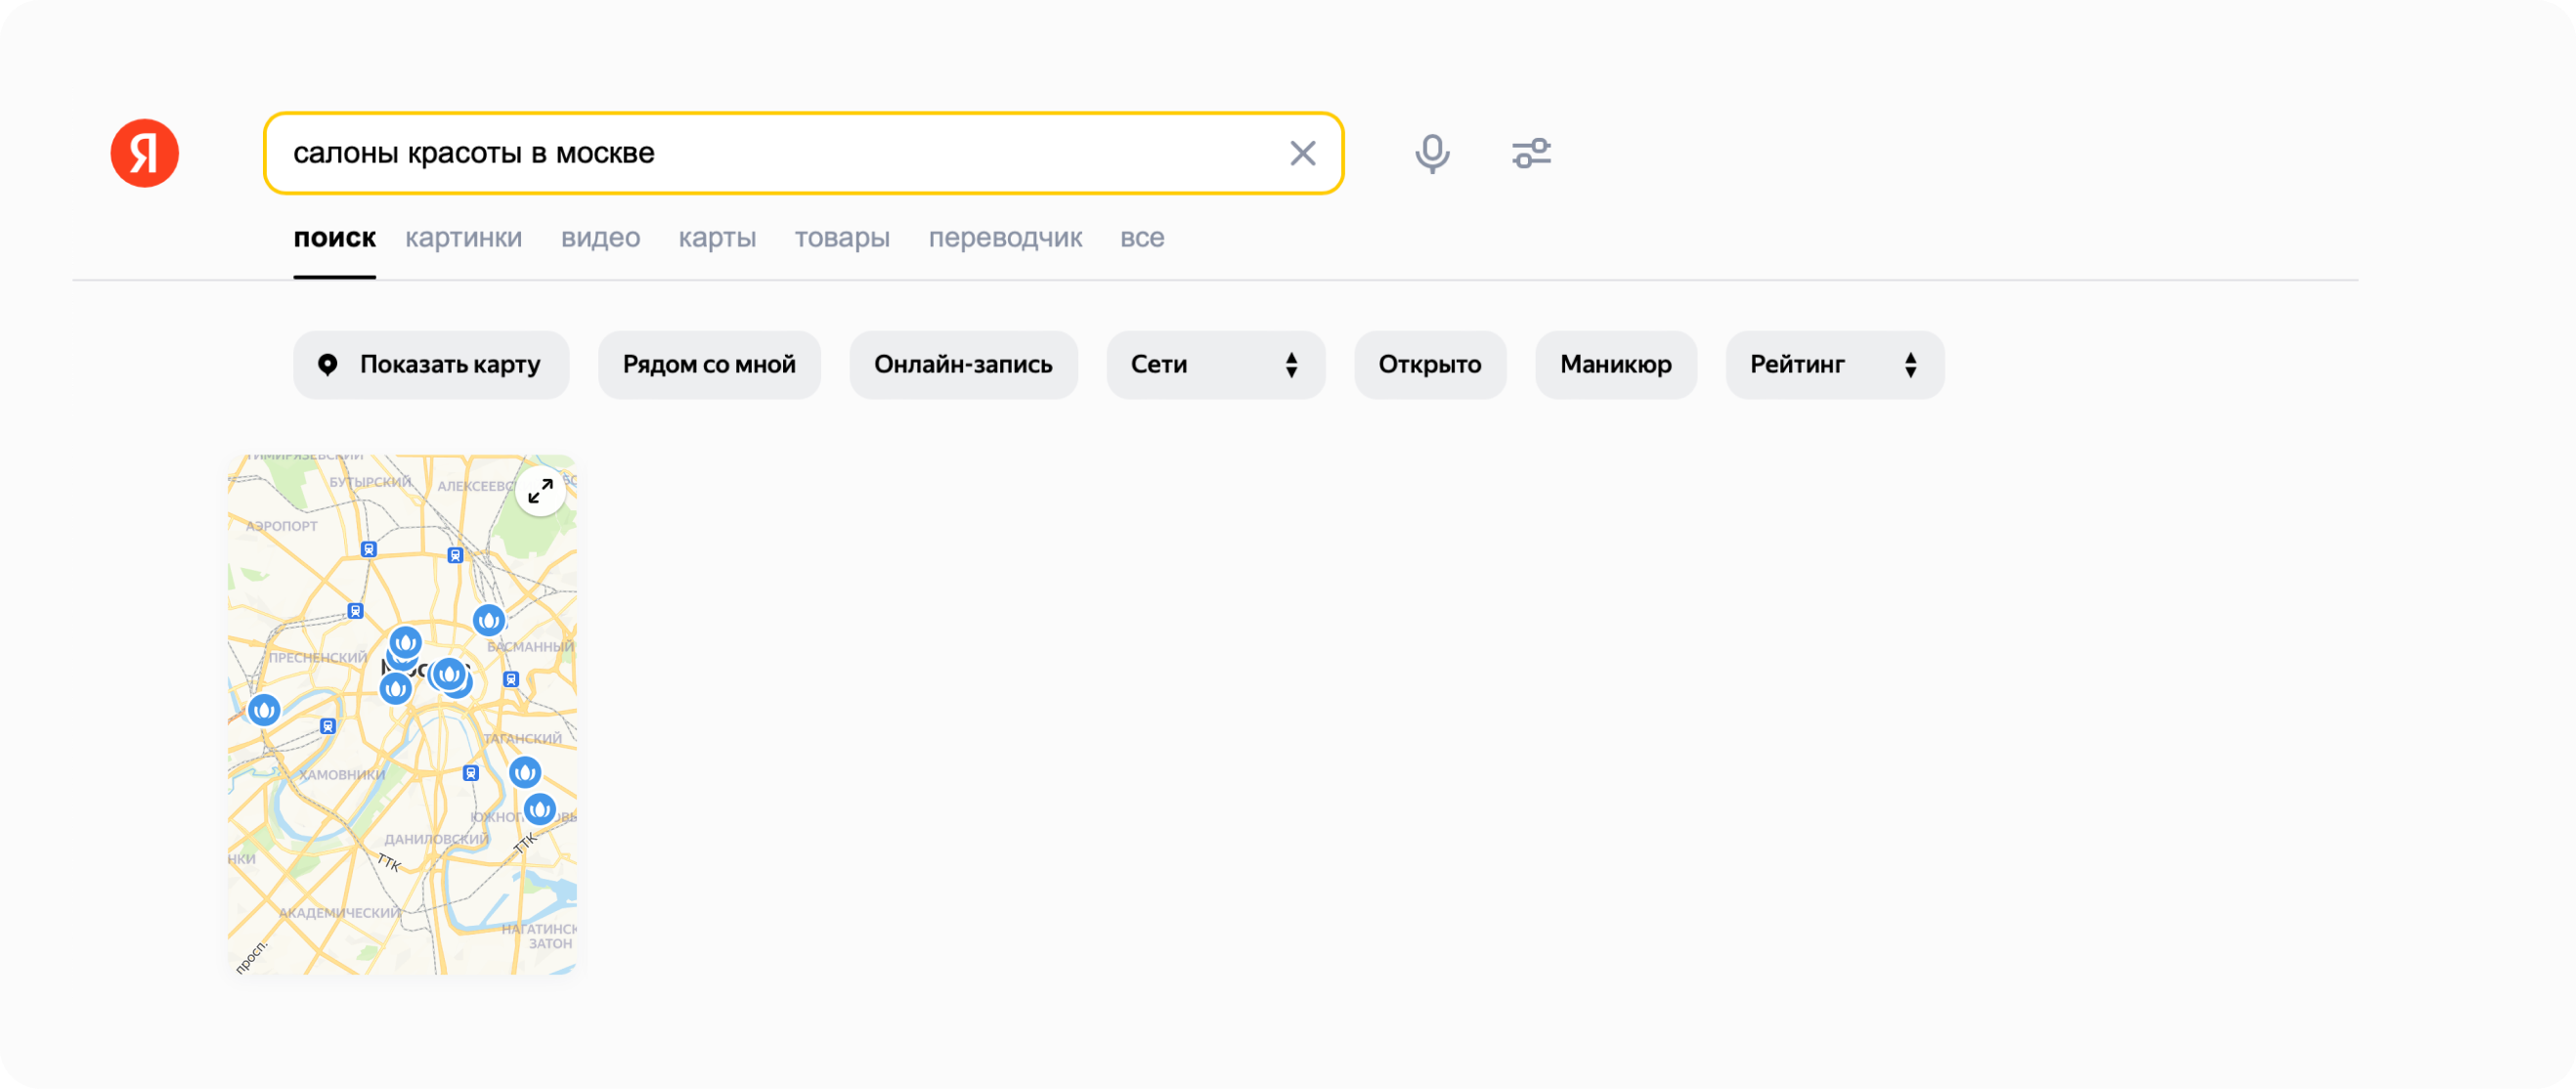 Я
салоны красоты в москве
поиск картинки видео карты товары переводчик все
Показать карту Рядом со мной Онлайн-запись Сети Открыто Маникюр Рейтинг
ТИМИРЯЗЕВСКИЙ
БУТЫРСКИЙ
АЛЕКСЕЕВС
АЭРОПОРТ
БАСМАННЫЙ
ПРЕСНЕНСКИЙ
ТАГАНСКИЙ
ХАМОВНИКИ
ЮЖНОП
ДАНИЛОВСКИЙ
ТТК
ТТК
НКИ
АКАДЕМИЧЕСКИЙ
НАГАТИНСК
ЗАТОН
просп.